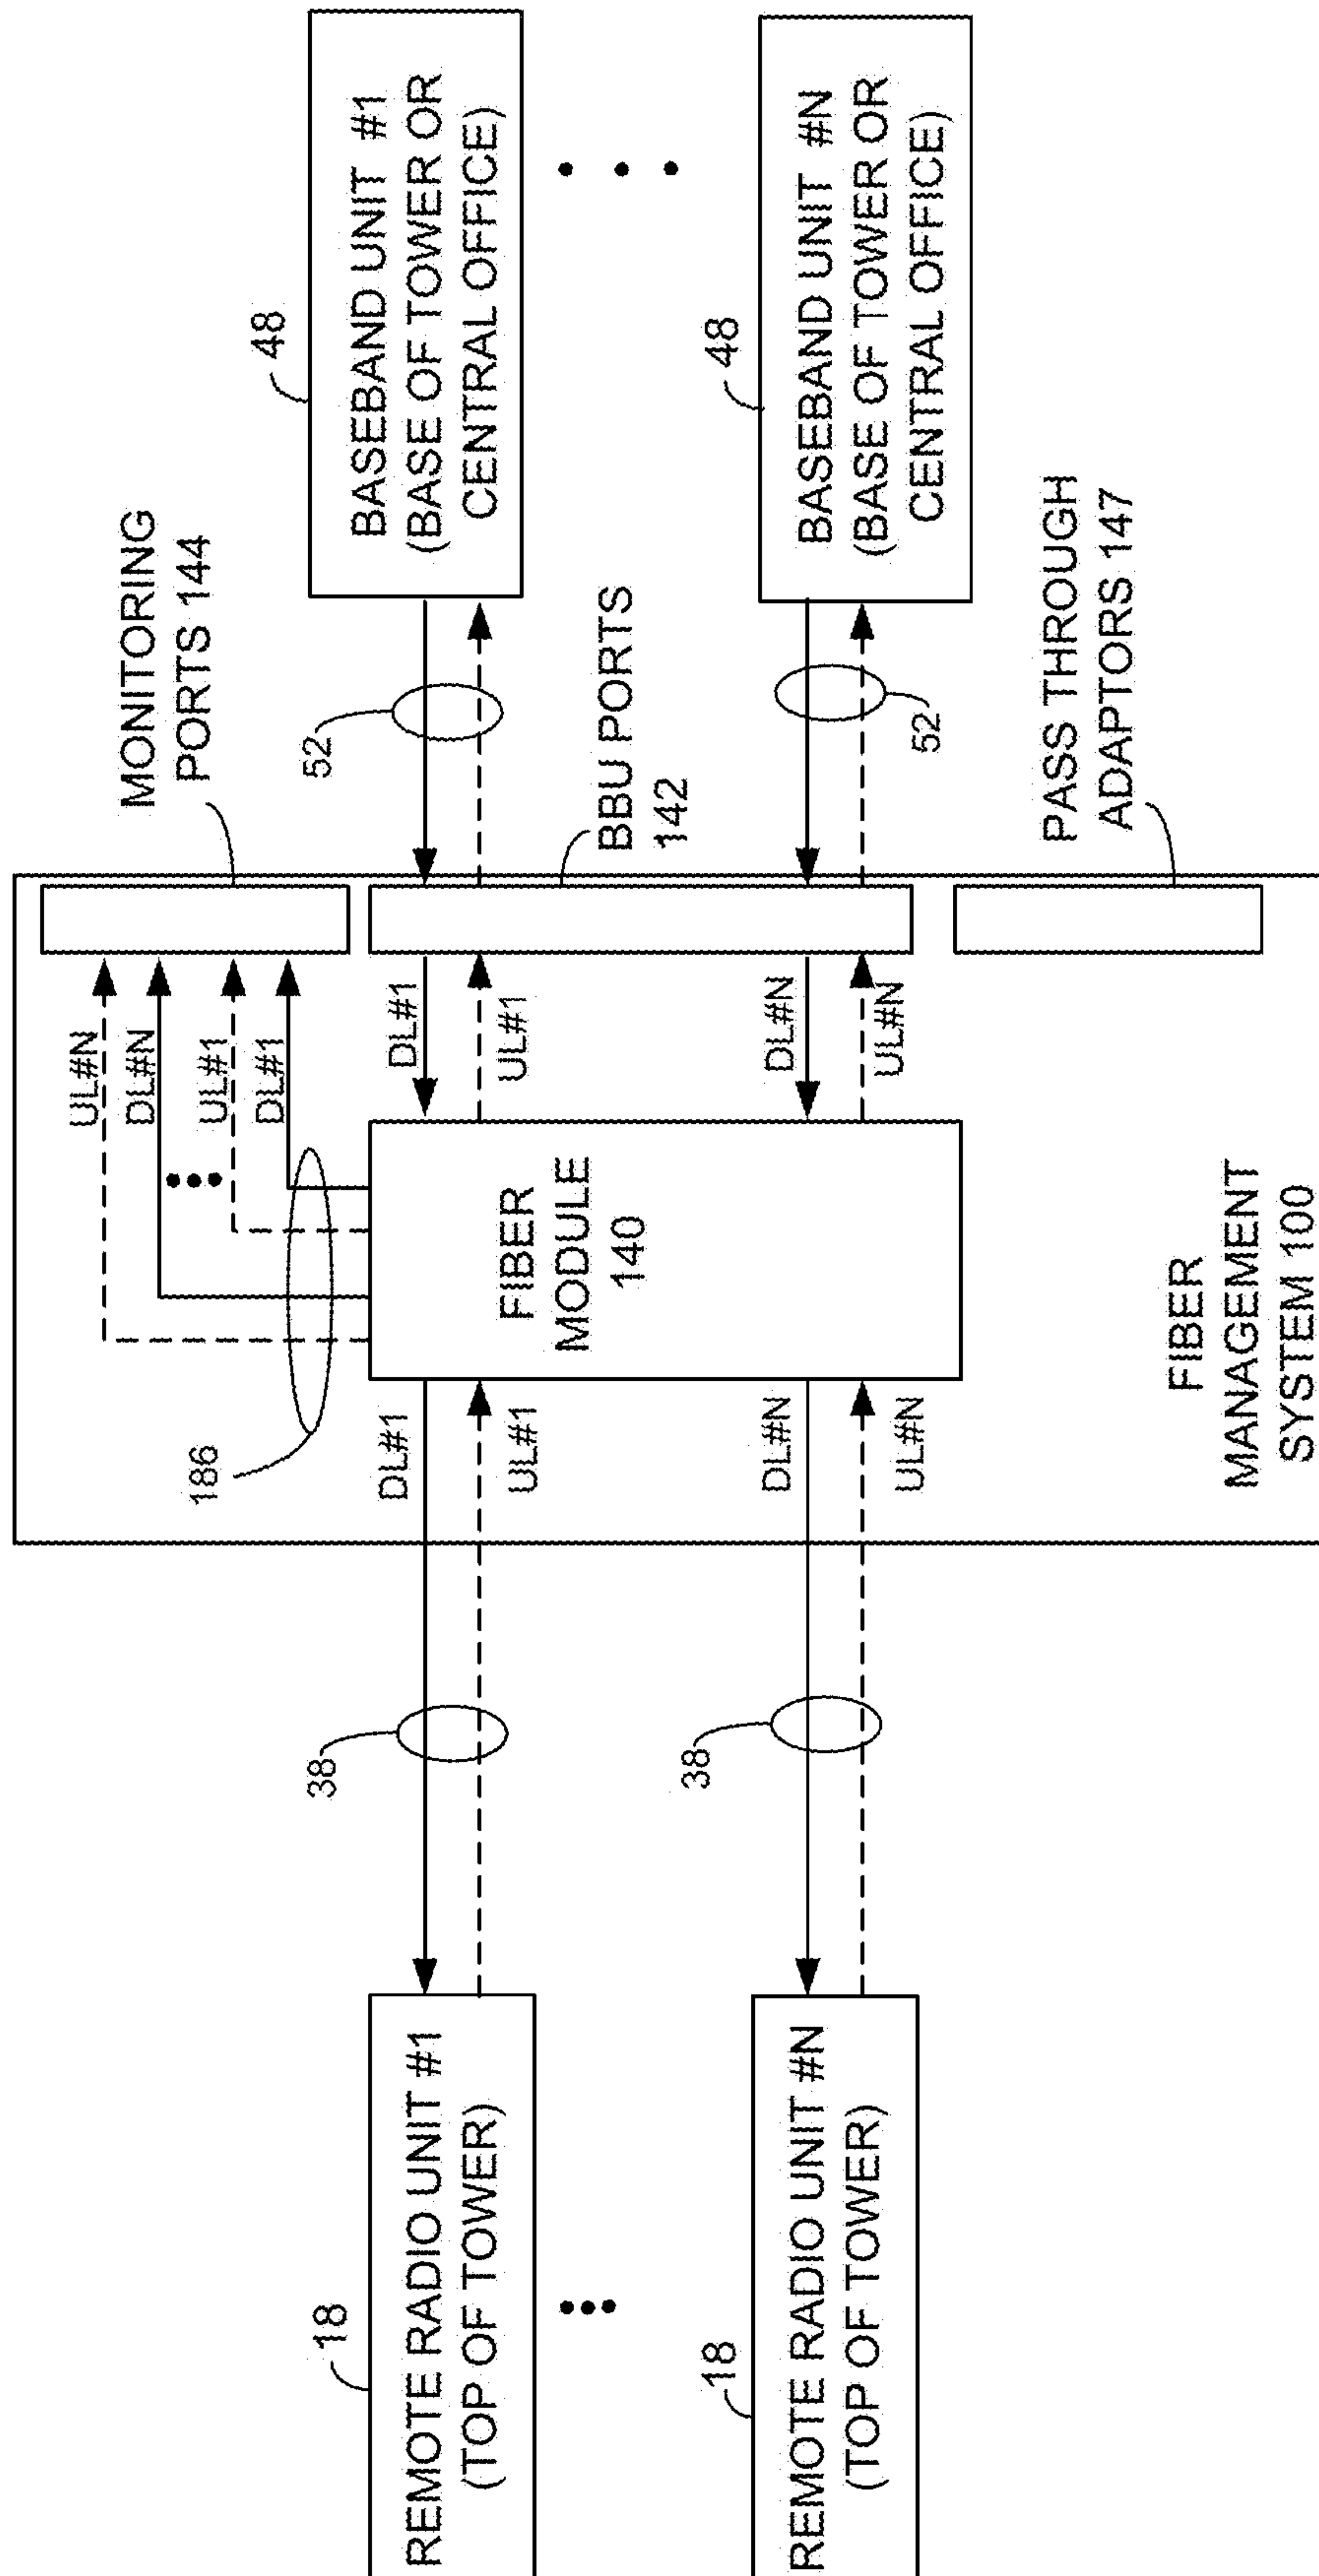 18
REMOTE RADIO UNIT #1
(TOP OF TOWER)
18
REMOTE RADIO UNIT #N
(TOP OF TOWER)
38
38
186
DL#1
UL#1
DL#N
UL#N
FIBER
MODULE
140
UL#N
DL#N
UL#1
DL#1
DL#1
UL#1
DL#N
UL#N
FIBER
MANAGEMENT
SYSTEM 100
MONITORING
PORTS 144
52
BBU PORTS
142
52
PASS THROUGH
ADAPTORS 147
48
BASEBAND UNIT #1
(BASE OF TOWER OR
CENTRAL OFFICE)
48
BASEBAND UNIT #N
(BASE OF TOWER OR
CENTRAL OFFICE)